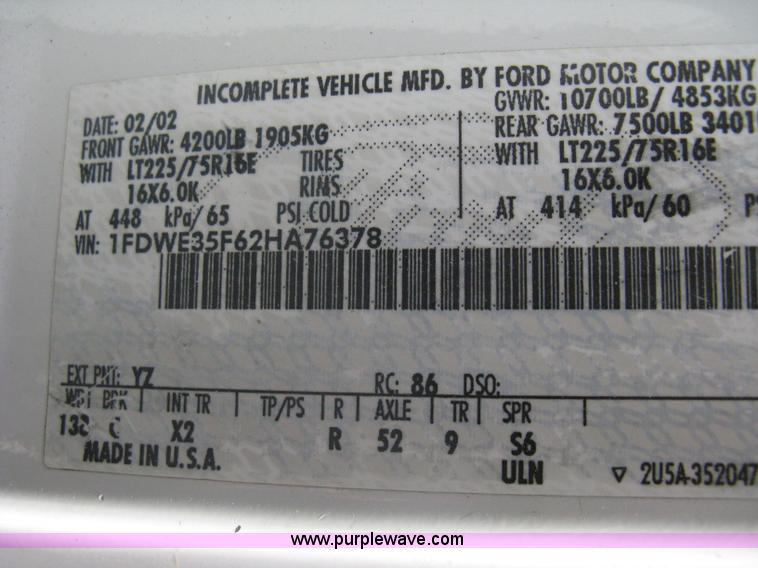 INCOMPLETE VEHICLE MFD. BY FORD MOTOR COMPANY
DATE: 02/02 GVWR: 10700LB/ 4853KG
FRONT GAWR: 4200LB 1905KG REAR GAWR: 7500LB 3401
WITH LT225/75R16E TIRES WITH LT225/75R16E
16X6.0K RIMS 16X6.0K
AT 448 kPa/65 PSI COLD AT 414 kPa/60
VIN: 1FDWE35F62HA76378
EXT PNT: YZ RC: 86 DSO:
BRK INT TR TP/PS R AXLE TR SPR
138 C X2 R 52 9 S6
MADE IN U.S.A. ULN ▽ 2U5A-352047
www.purplewave.com